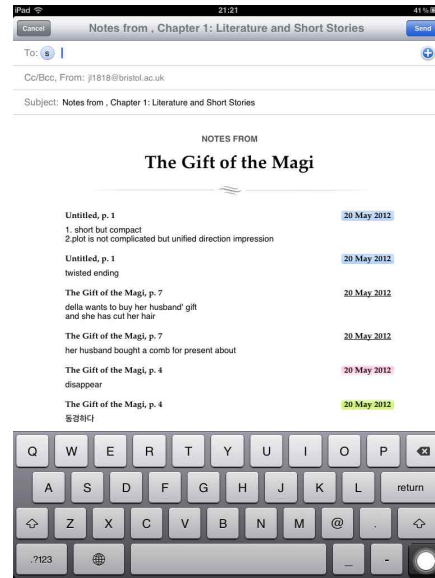 iPad 21:21 41 %
Cancel Notes from , Chapter 1: Literature and Short Stories Send
To: s
Cc/Bcc, From: jl1818@bristol.ac.uk
Subject: Notes from , Chapter 1: Literature and Short Stories
NOTES FROM
The Gift of the Magi
Untitled, p. 1 20 May 2012
1. short but compact
2.plot is not complicated but unified direction impression
Untitled, p. 1 20 May 2012
twisted ending
The Gift of the Magi, p. 7 20 May 2012
della wants to buy her husband' gift
and she has cut her hair
The Gift of the Magi, p. 7 20 May 2012
her husband bought a comb for present about
The Gift of the Magi, p. 4 20 May 2012
disappear
The Gift of the Magi, p. 4 20 May 2012
동경하다
Q W E R T Y U I O P
A S D F G H J K L return
Z X C V B N M @ .
.?123 _ -